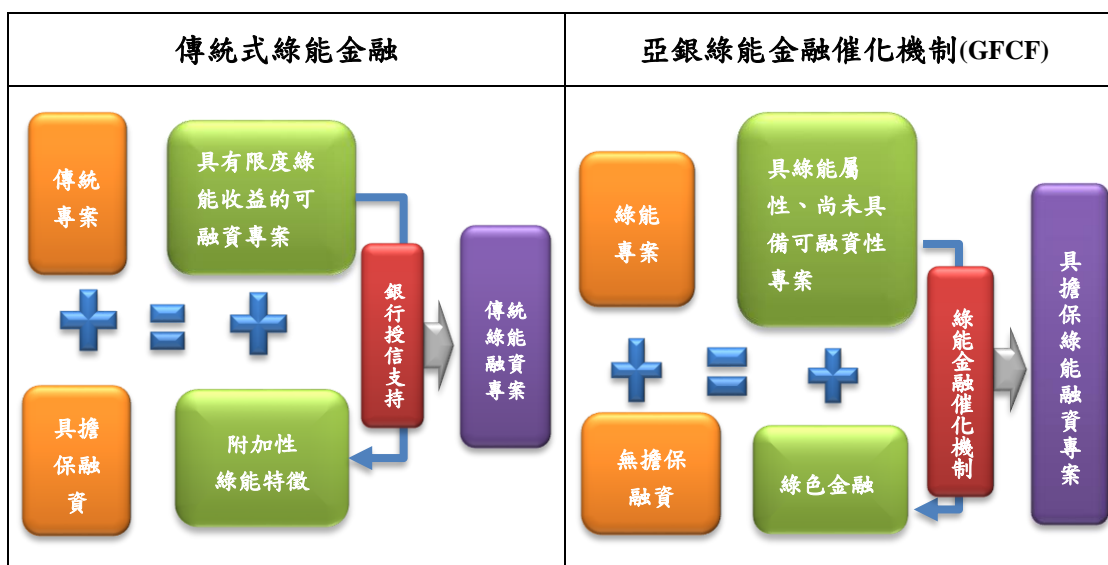 傳統式綠能金融
傳統
專案
具有限度綠
能收益的可
融資專案
銀行授信支持
傳統
綠能
融資
專案
具擔
保融
資
附加性
綠能特徵
亞銀綠能金融催化機制(GFCF)
綠能
專案
具綠能屬
性、尚未具
備可融資性
專案
綠能金融催化機制
具擔保綠能融資專案
無擔保
融資
綠色金融